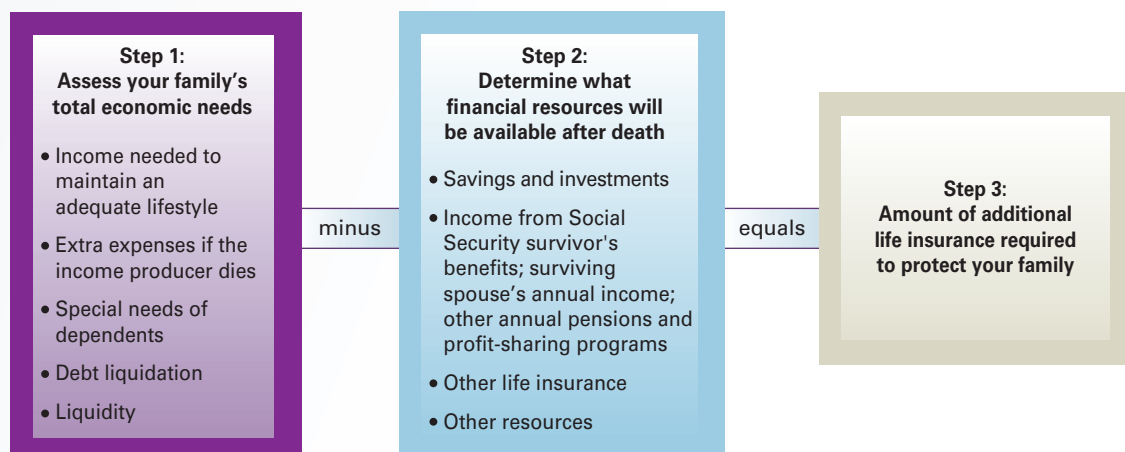 Step 1:
Assess your family’s
total economic needs
• Income needed to
maintain an
adequate lifestyle
• Extra expenses if the
income producer dies
• Special needs of
dependents
• Debt liquidation
• Liquidity
minus
Step 2:
Determine what
financial resources will
be available after death
• Savings and investments
• Income from Social
Security survivor's
benefits; surviving
spouse’s annual income;
other annual pensions and
profit-sharing programs
• Other life insurance
• Other resources
equals
Step 3:
Amount of additional
life insurance required
to protect your family